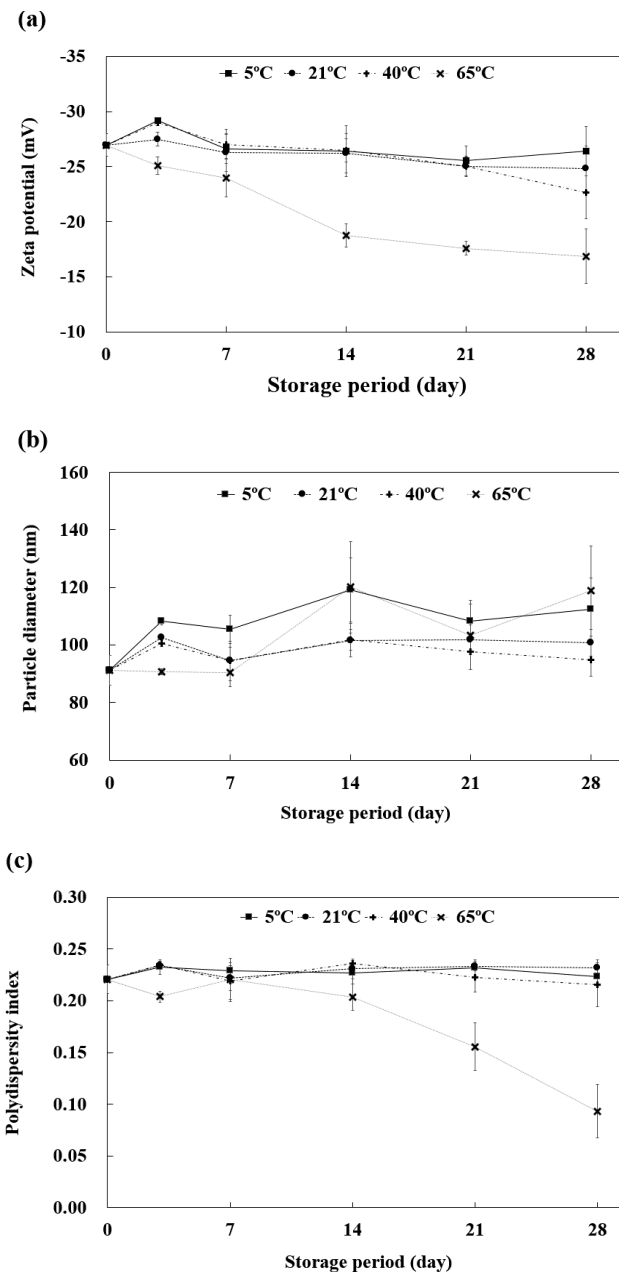 (a)
-35
5ºC 21ºC 40ºC 65ºC
-30
-25
-20
-15
-10
Zeta potential (mV)
0 7 14 21 28
Storage period (day)
(b)
160
5ºC 21ºC 40ºC 65ºC
140
120
100
80
60
Particle diameter (nm)
0 7 14 21 28
Storage period (day)
(c)
0.30
5ºC 21ºC 40ºC 65ºC
0.25
0.20
0.15
0.10
0.05
0.00
Polydispersity index
0 7 14 21 28
Storage period (day)